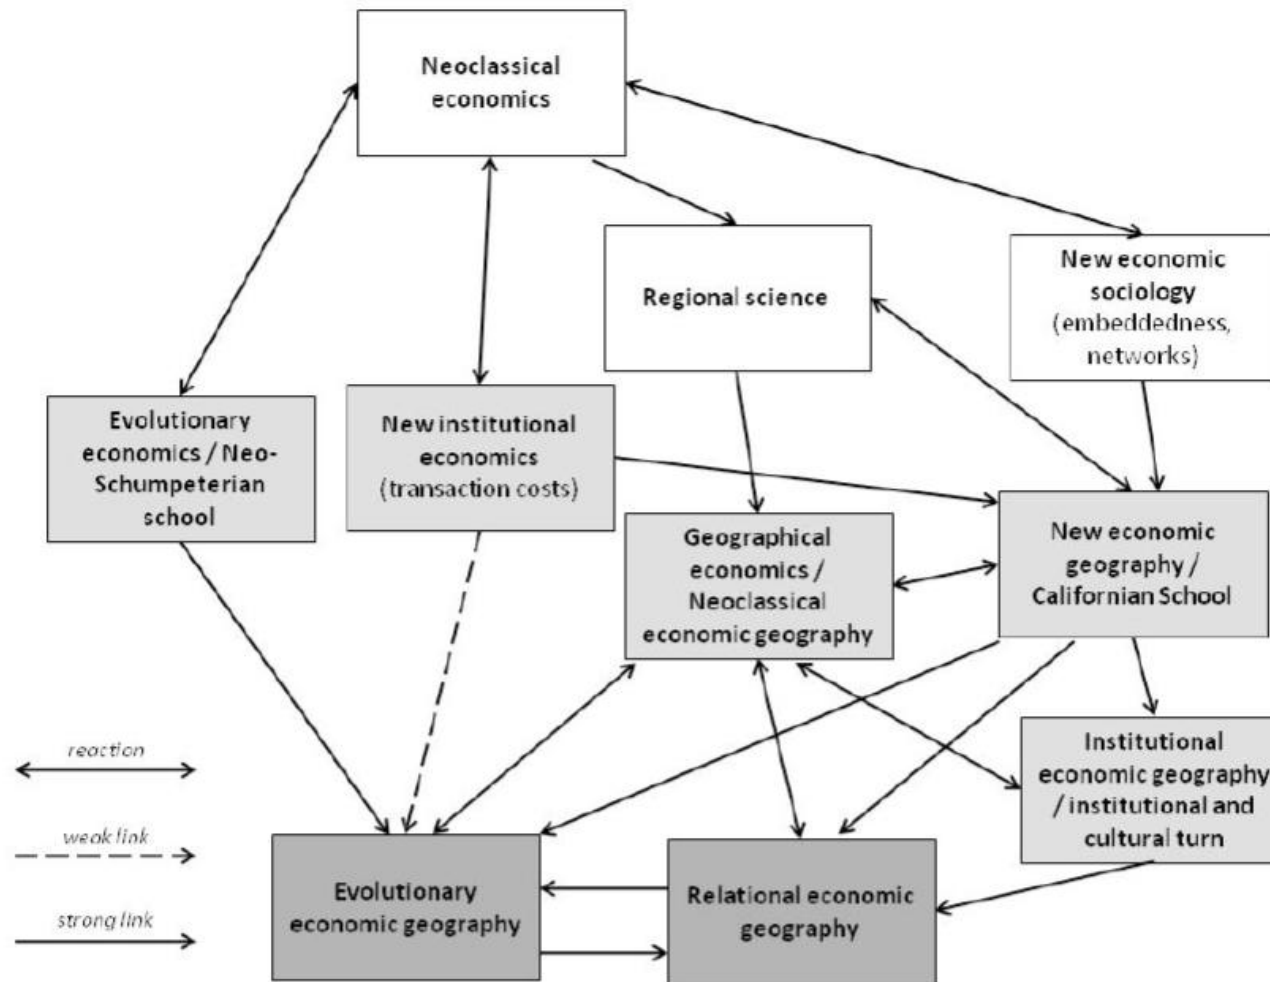 Neoclassical
economics
Regional science
New economic
sociology
(embeddedness,
networks)
Evolutionary
economics / Neo-
Schumpeterian
school
New institutional
economics
(transaction costs)
Geographical
economics /
Neoclassical
economic geography
New economic
geography /
Californian School
Institutional
economic geography
/ institutional and
cultural turn
reaction
weak link
strong link
Evolutionary
economic geography
Relational economic
geography